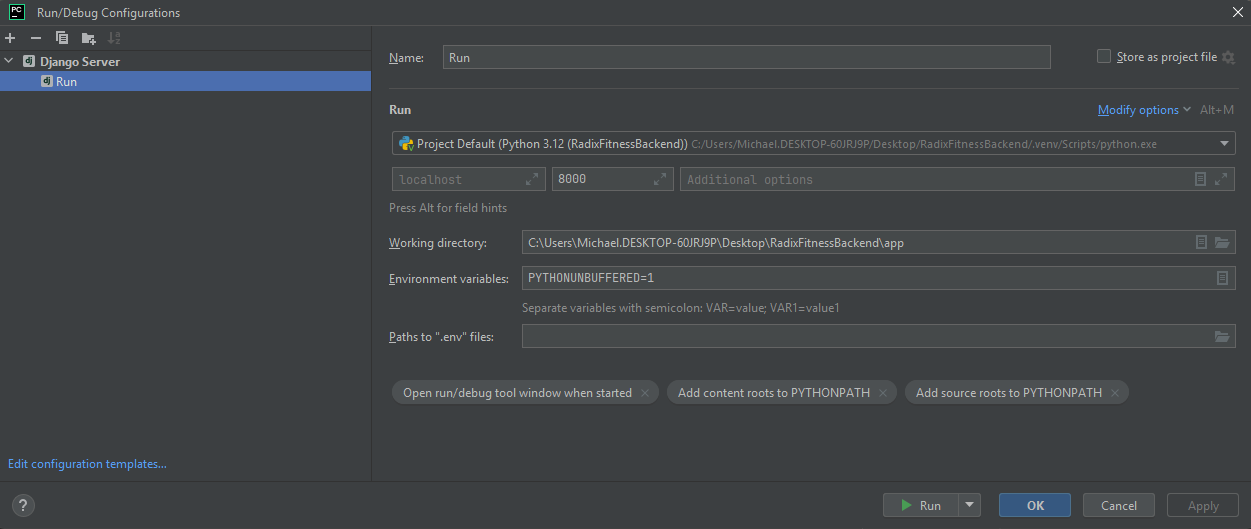 PC Run/Debug Configurations
Name: Run Store as project file
dj Django Server
dj Run
Run Modify options Alt+M
Project Default (Python 3.12 (RadixFitnessBackend)) C:/Users/Michael.DESKTOP-60JRJ9P/Desktop/RadixFitnessBackend/.venv/Scripts/python.exe
localhost 8000 Additional options
Press Alt for field hints
Working directory: C:\Users\Michael.DESKTOP-60JRJ9P\Desktop\RadixFitnessBackend\app
Environment variables: PYTHONUNBUFFERED=1
Separate variables with semicolon: VAR=value; VAR1=value1
Paths to ".env" files:
Open run/debug tool window when started Add content roots to PYTHONPATH Add source roots to PYTHONPATH
Edit configuration templates...
? Run OK Cancel Apply